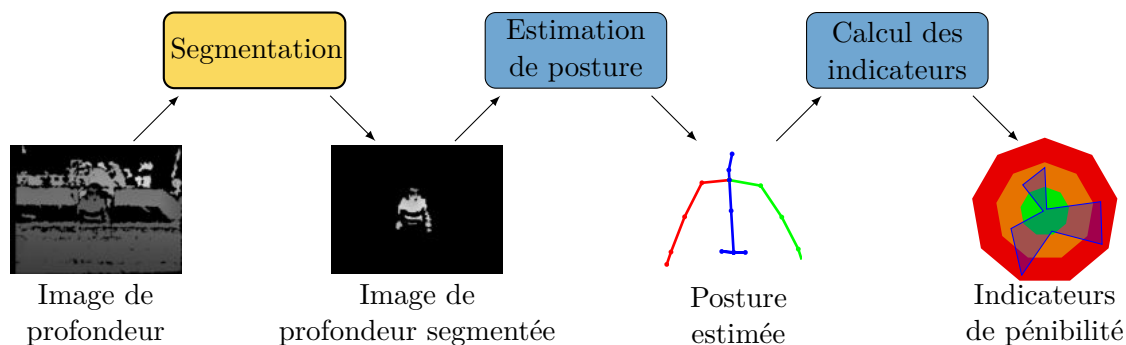 Segmentation
Estimation
de posture
Calcul des
indicateurs
Image de
profondeur
Image de
profondeur segmentée
Posture
estimée
Indicateurs
de pénibilité